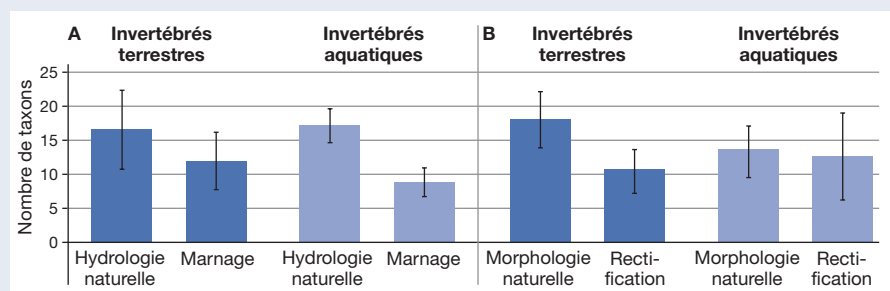 A
Invertébrés
terrestres
Invertébrés
aquatiques
B
Invertébrés
terrestres
Invertébrés
aquatiques
Nombre de taxons
25
20
15
10
5
0
Hydrologie
naturelle
Marnage
Hydrologie
naturelle
Marnage
Morphologie
naturelle
Recti-
fication
Morphologie
naturelle
Recti-
fication